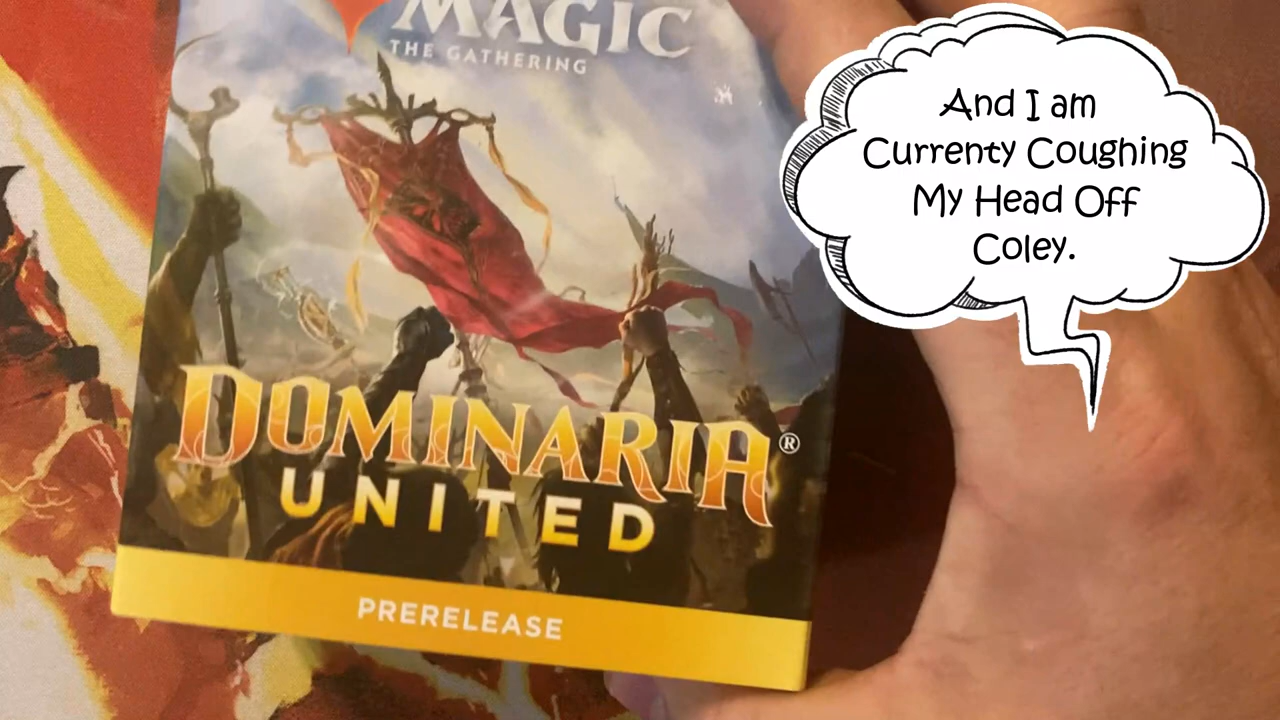 MAGIC
THE GATHERING
DOMINARIA®
UNITED
PRERELEASE
And I am
Currenty Coughing
My Head Off
Coley.